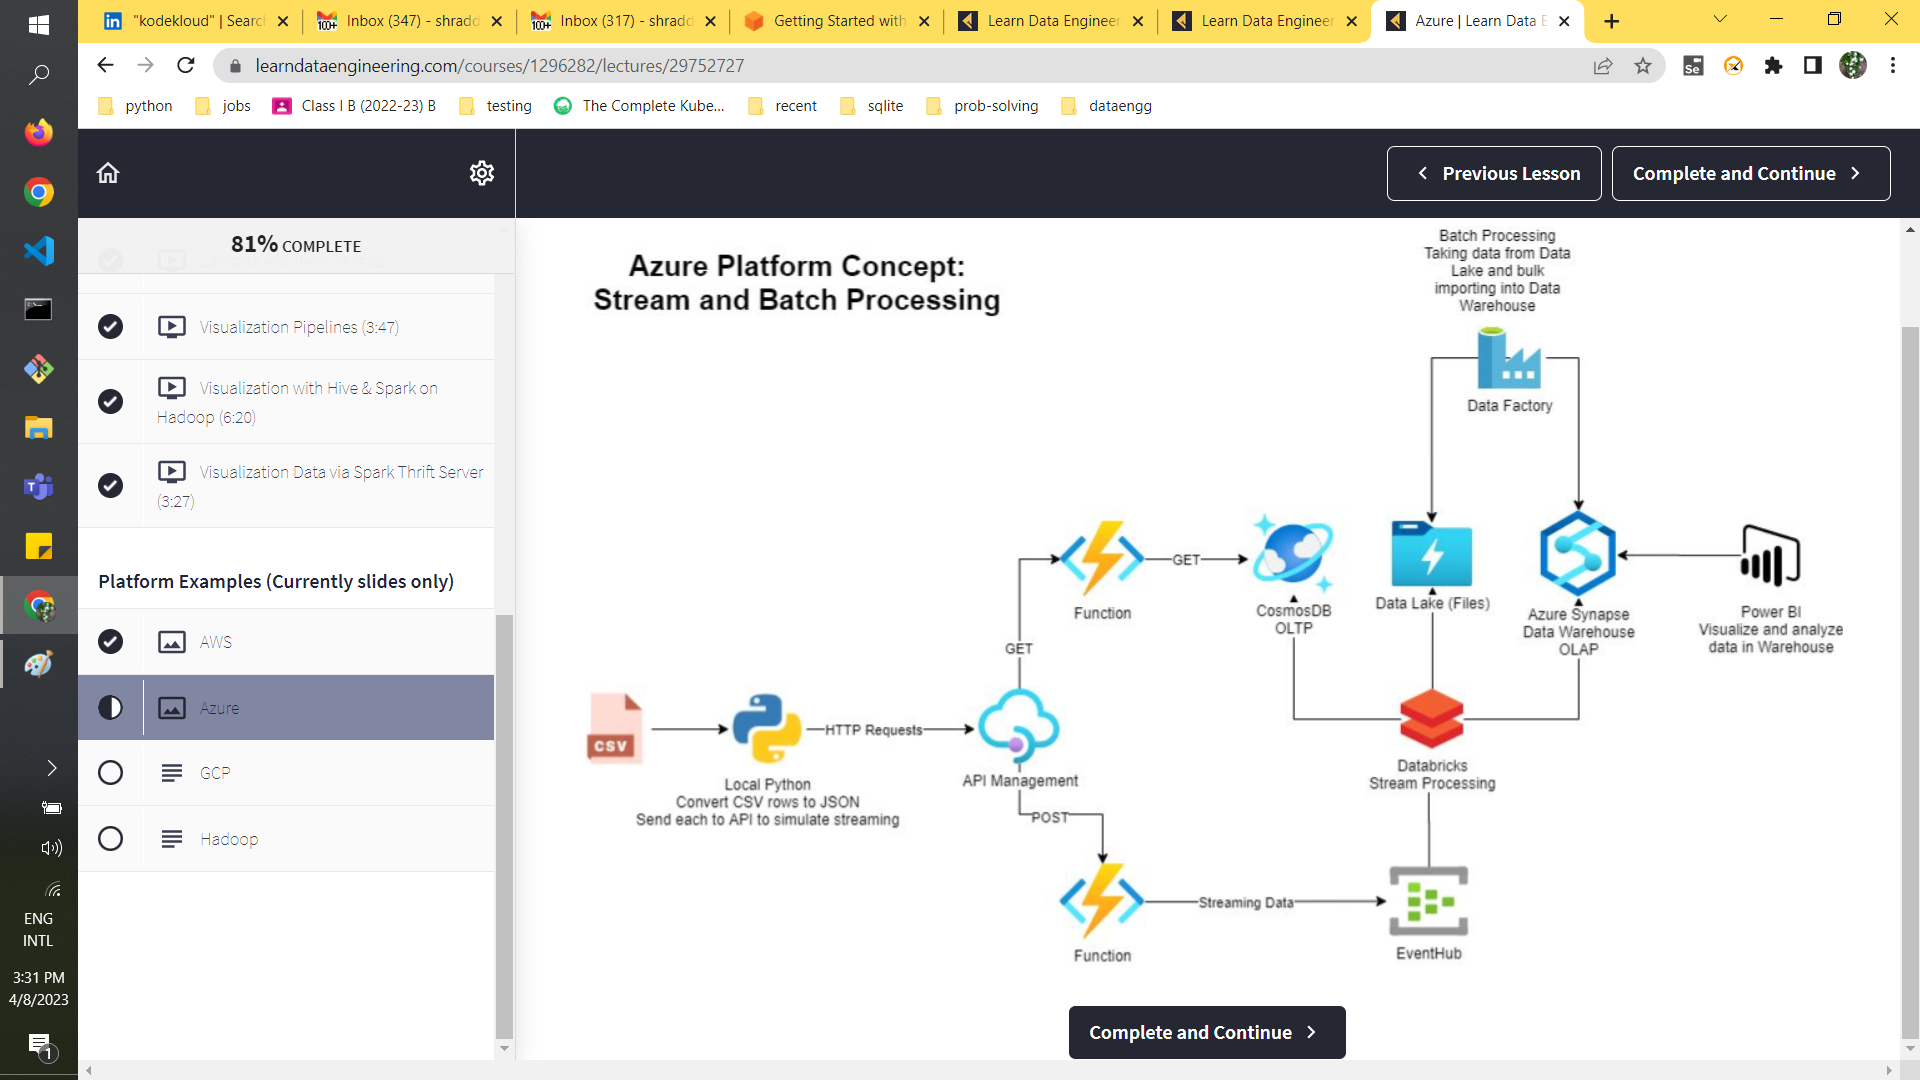 "kodekloud" | Search
Inbox (347) - shradd
Inbox (317) - shradd
Getting Started with
Learn Data Engineer
Learn Data Engineer
Azure | Learn Data E
learndataengineering.com/courses/1296282/lectures/29752727
python
jobs
Class I B (2022-23) B
testing
The Complete Kube...
recent
sqlite
prob-solving
dataengg
Previous Lesson
Complete and Continue
81% COMPLETE
Visualization Pipelines (3:47)
Visualization with Hive & Spark on
Hadoop (6:20)
Visualization Data via Spark Thrift Server
(3:27)
Platform Examples (Currently slides only)
AWS
Azure
GCP
Hadoop
Azure Platform Concept:
Stream and Batch Processing
Batch Processing
Taking data from Data
Lake and bulk
importing into Data
Warehouse
Data Factory
Function
GET
CosmosDB
OLTP
Data Lake (Files)
Azure Synapse
Data Warehouse
OLAP
Power BI
Visualize and analyze
data in Warehouse
GET
CSV
HTTP Requests
Local Python
Convert CSV rows to JSON
Send each to API to simulate streaming
API Management
Databricks
Stream Processing
POST
Function
Streaming Data
EventHub
Complete and Continue
100+
100+
Se
ENG
INTL
3:31 PM
4/8/2023
1